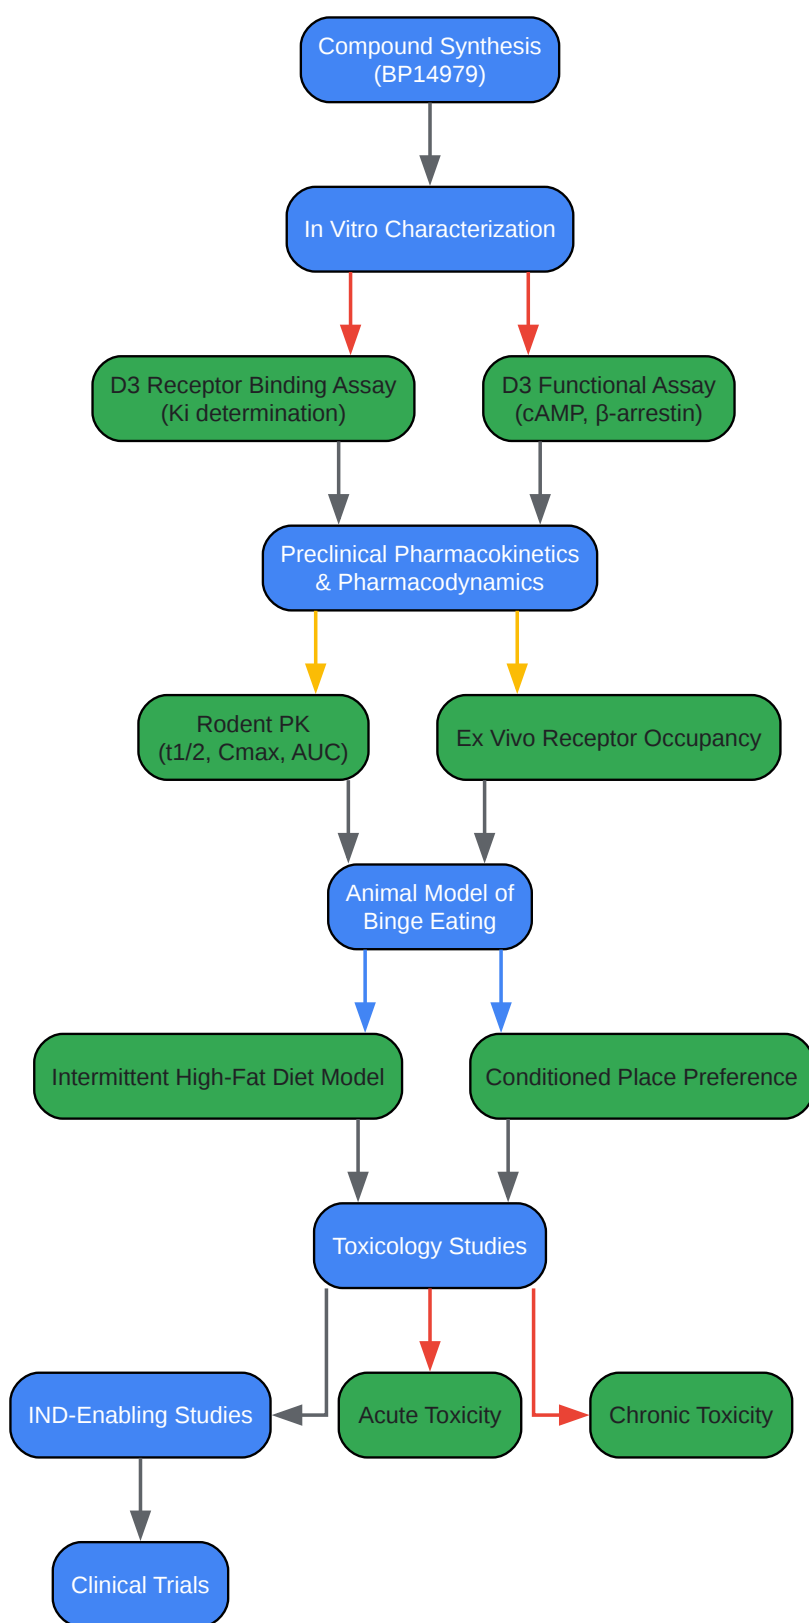 Compound Synthesis
(BP14979)
In Vitro Characterization
D3 Receptor Binding Assay
(Ki determination)
D3 Functional Assay
(cAMP, β-arrestin)
Preclinical Pharmacokinetics
& Pharmacodynamics
Rodent PK
(t1/2, Cmax, AUC)
Ex Vivo Receptor Occupancy
Animal Model of
Binge Eating
Intermittent High-Fat Diet Model
Conditioned Place Preference
Toxicology Studies
IND-Enabling Studies
Acute Toxicity
Chronic Toxicity
Clinical Trials